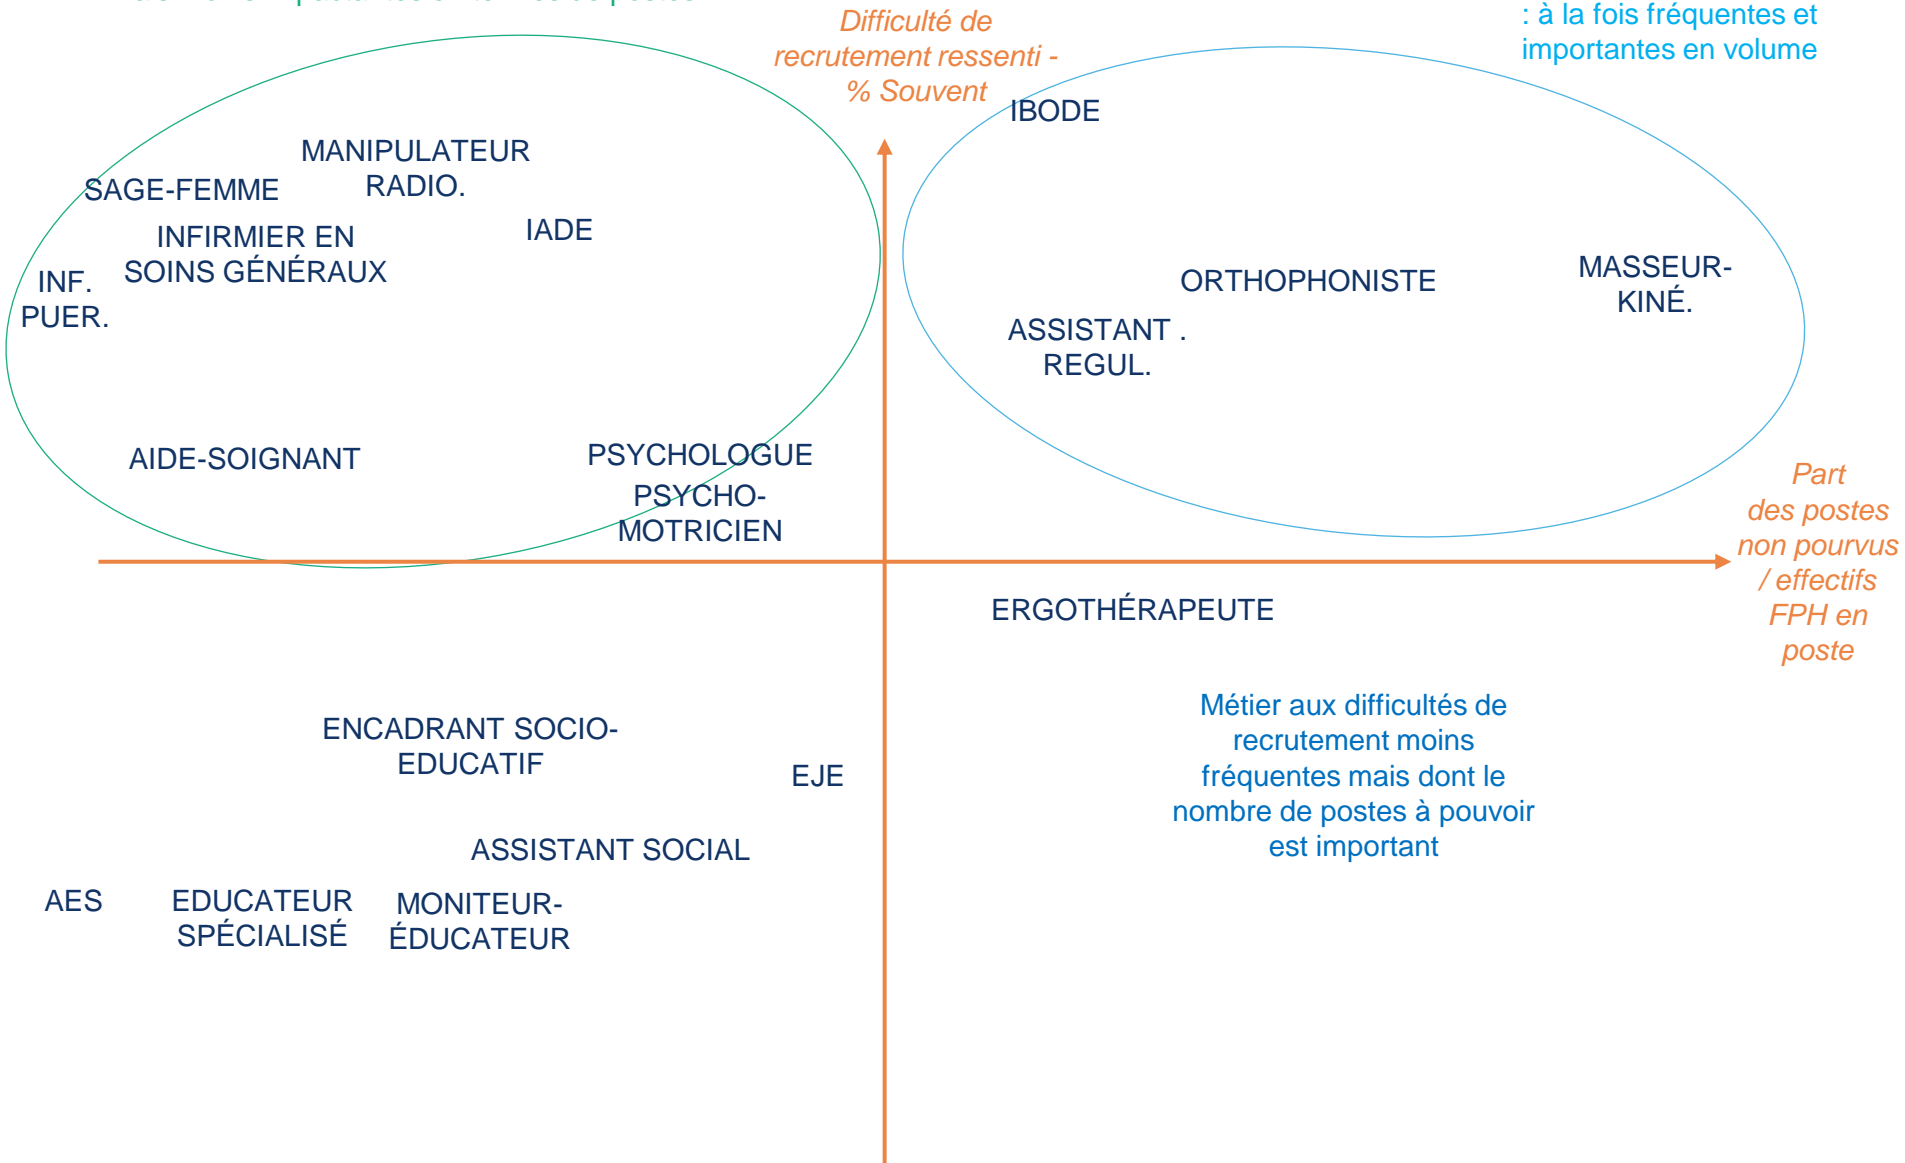 Difficulté de
recrutement ressenti -
% Souvent
: à la fois fréquentes et
importantes en volume
IBODE
MANIPULATEUR
RADIO.
SAGE-FEMME
IADE
INFIRMIER EN
SOINS GÉNÉRAUX
INF.
PUER.
ORTHOPHONISTE
MASSEUR-
KINÉ.
ASSISTANT .
REGUL.
AIDE-SOIGNANT
PSYCHOLOGUE
PSYCHO-
MOTRICIEN
Part
des postes
non pourvus
/ effectifs
FPH en
poste
ERGOTHÉRAPEUTE
Métier aux difficultés de
recrutement moins
fréquentes mais dont le
nombre de postes à pouvoir
est important
ENCADRANT SOCIO-
EDUCATIF
EJE
ASSISTANT SOCIAL
AES
EDUCATEUR
SPÉCIALISÉ
MONITEUR-
ÉDUCATEUR